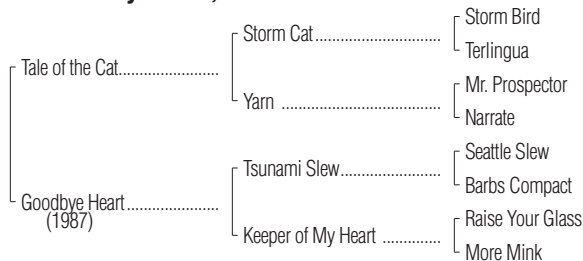 Storm Bird
Storm Cat
Terlingua
Tale of the Cat
Mr. Prospector
Yarn
Narrate
Seattle Slew
Tsunami Slew
Barbs Compact
Goodbye Heart
(1987)
Raise Your Glass
Keeper of My Heart
More Mink